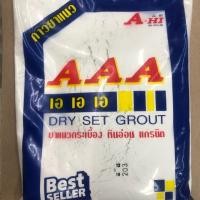 กาวยาแนว
A-HI
AAA
เอ เอ เอ
DRY SET GROUT
ยาแนวกระเบื้อง หินอ่อน แกรนิต
203
Best
SELLER